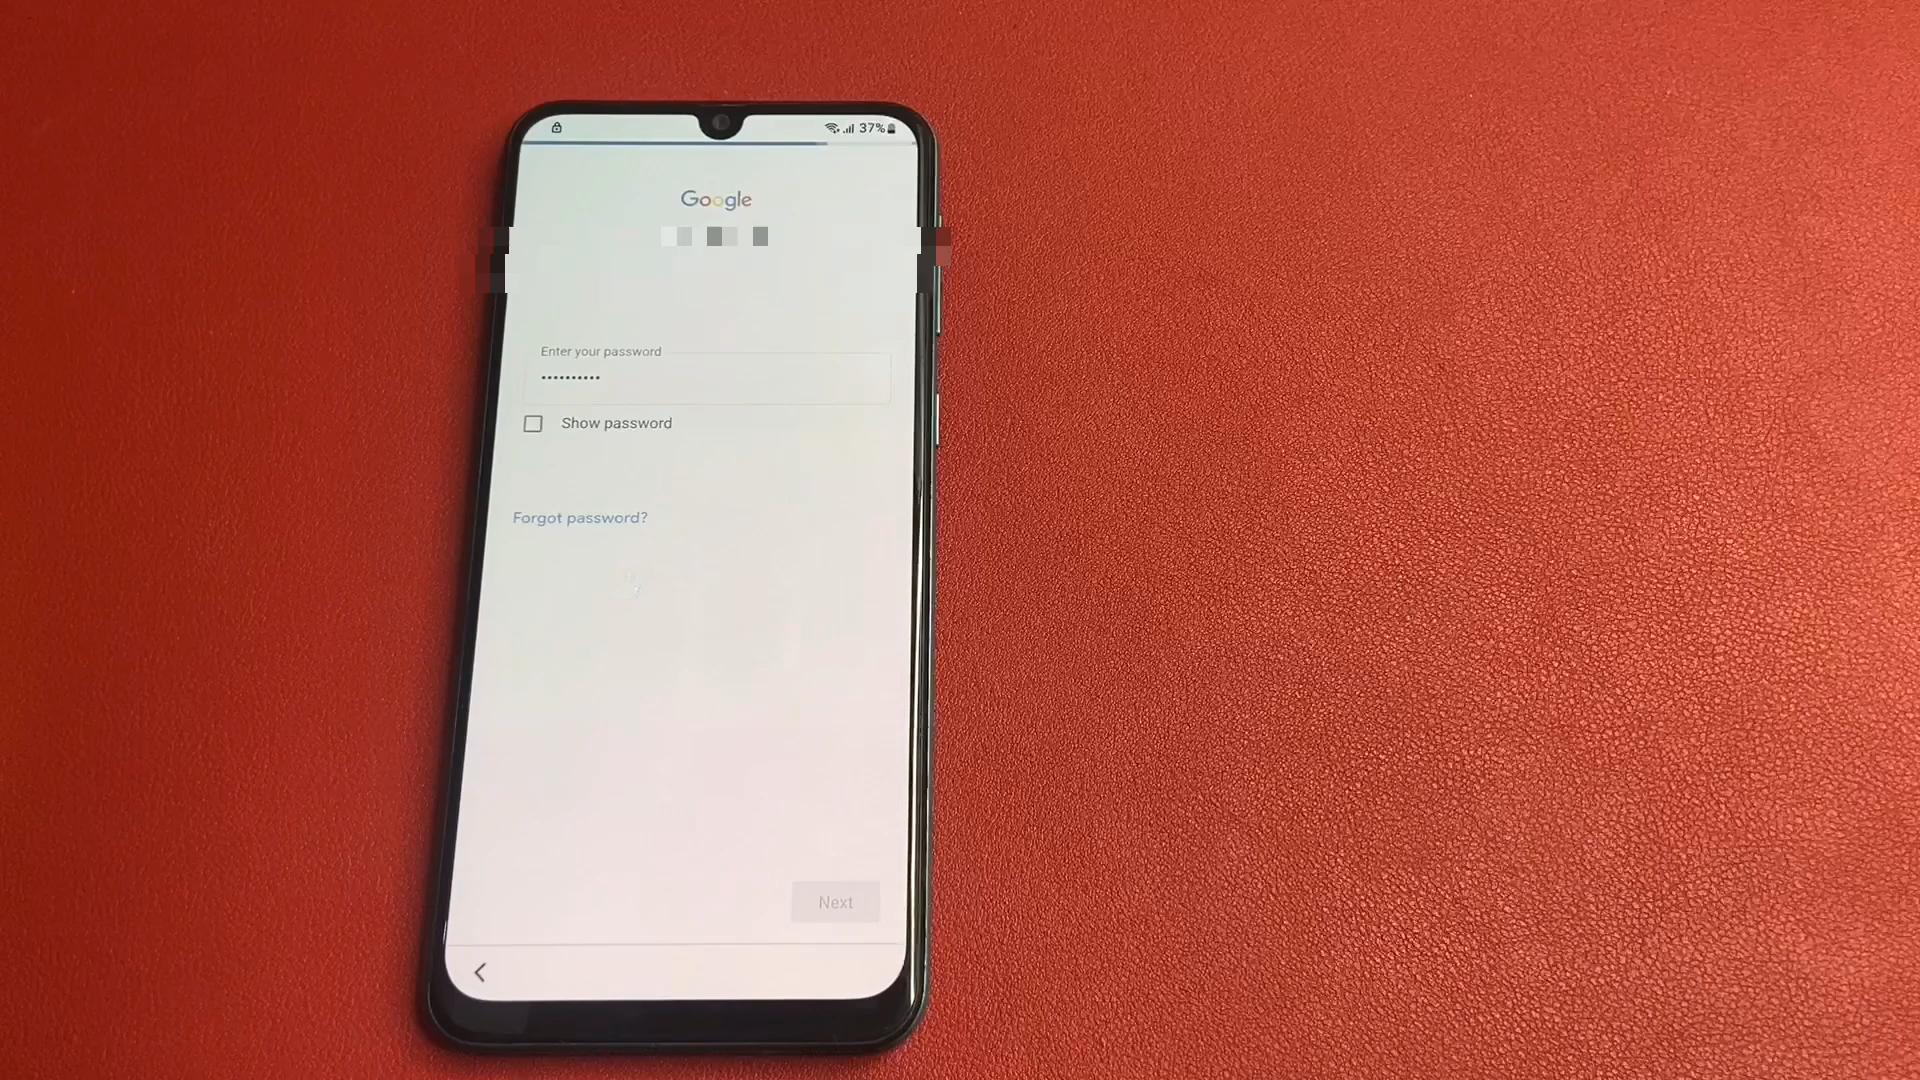 37%
Google
Enter your password
••••••••••
Show password
Forgot password?
Next